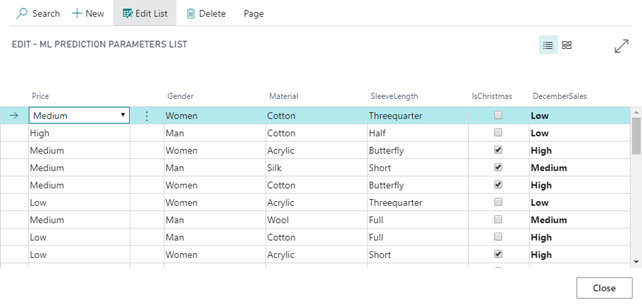 Search New Edit List Delete Page
EDIT - ML PREDICTION PARAMETERS LIST
Price Gender Material SleeveLength IsChristmas DecemberSales
Medium Women Cotton Threequarter Low
High Man Cotton Half Low
Medium Women Acrylic Butterfly High
Medium Man Silk Short Medium
Medium Women Cotton Butterfly High
Low Women Acrylic Threequarter Low
Medium Man Wool Full Medium
Low Man Cotton Full High
Low Women Acrylic Short High
Close